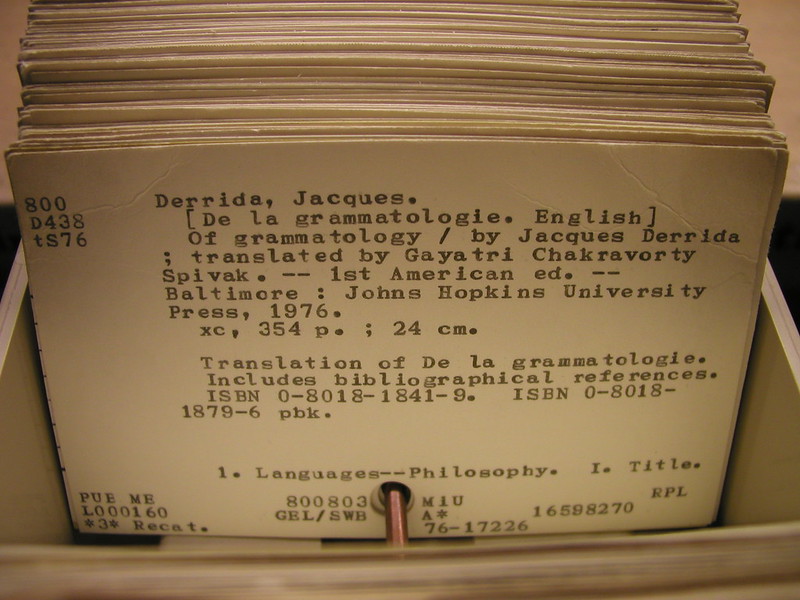 800 Derrida, Jacques.
D438 [De la grammatologie. English]
tS76 Of grammatology / by Jacques Derrida
; translated by Gayatri Chakravorty
Spivak. -- 1st American ed. --
Baltimore : Johns Hopkins University
Press, 1976.
xc, 354 p. ; 24 cm.
Translation of De la grammatologie.
Includes bibliographical references.
ISBN 0-8018-1841-9. ISBN 0-8018-
1879-6 pbk.
1. Languages--Philosophy. I. Title.
PUE ME 800803 MiU RPL
L000160 GEL/SWB A* 16598270
*3* Recat. 76-17226